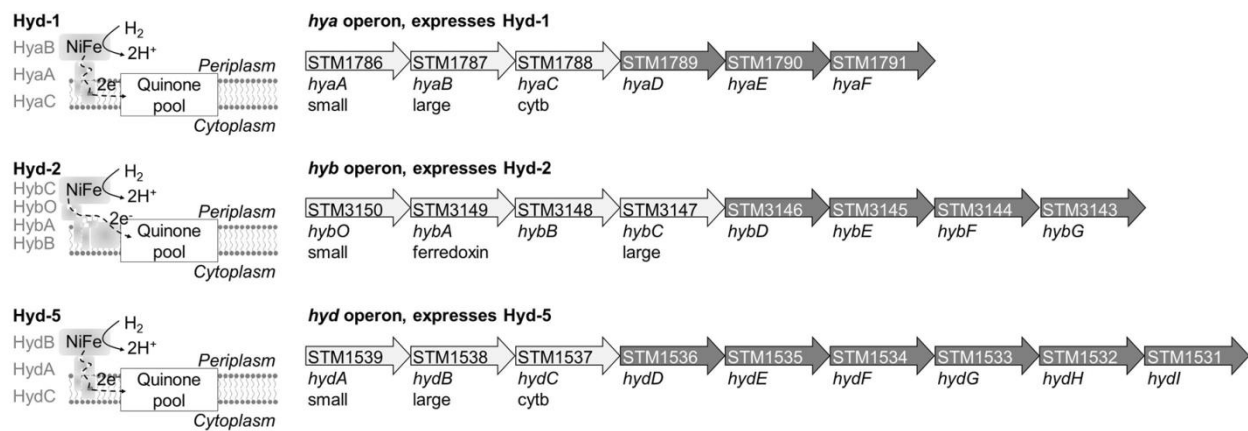 Hyd-1
HyaB
HyaA
HyaC
NiFe
H2
2H+
2e-
Quinone
pool
Periplasm
Cytoplasm
hya operon, expresses Hyd-1
STM1786 STM1787 STM1788 STM1789 STM1790 STM1791
hyaA hyaB hyaC hyaD hyaE hyaF
small large cytb
Hyd-2
HybC
HybO
HybA
HybB
NiFe
H2
2H+
2e-
Quinone
pool
Periplasm
Cytoplasm
hyb operon, expresses Hyd-2
STM3150 STM3149 STM3148 STM3147 STM3146 STM3145 STM3144 STM3143
hybO hybA hybB hybC hybD hybE hybF hybG
small ferredoxin large
Hyd-5
HydB
HydA
HydC
NiFe
H2
2H+
2e-
Quinone
pool
Periplasm
Cytoplasm
hyd operon, expresses Hyd-5
STM1539 STM1538 STM1537 STM1536 STM1535 STM1534 STM1533 STM1532 STM1531
hydA hydB hydC hydD hydE hydF hydG hydH hydI
small large cytb